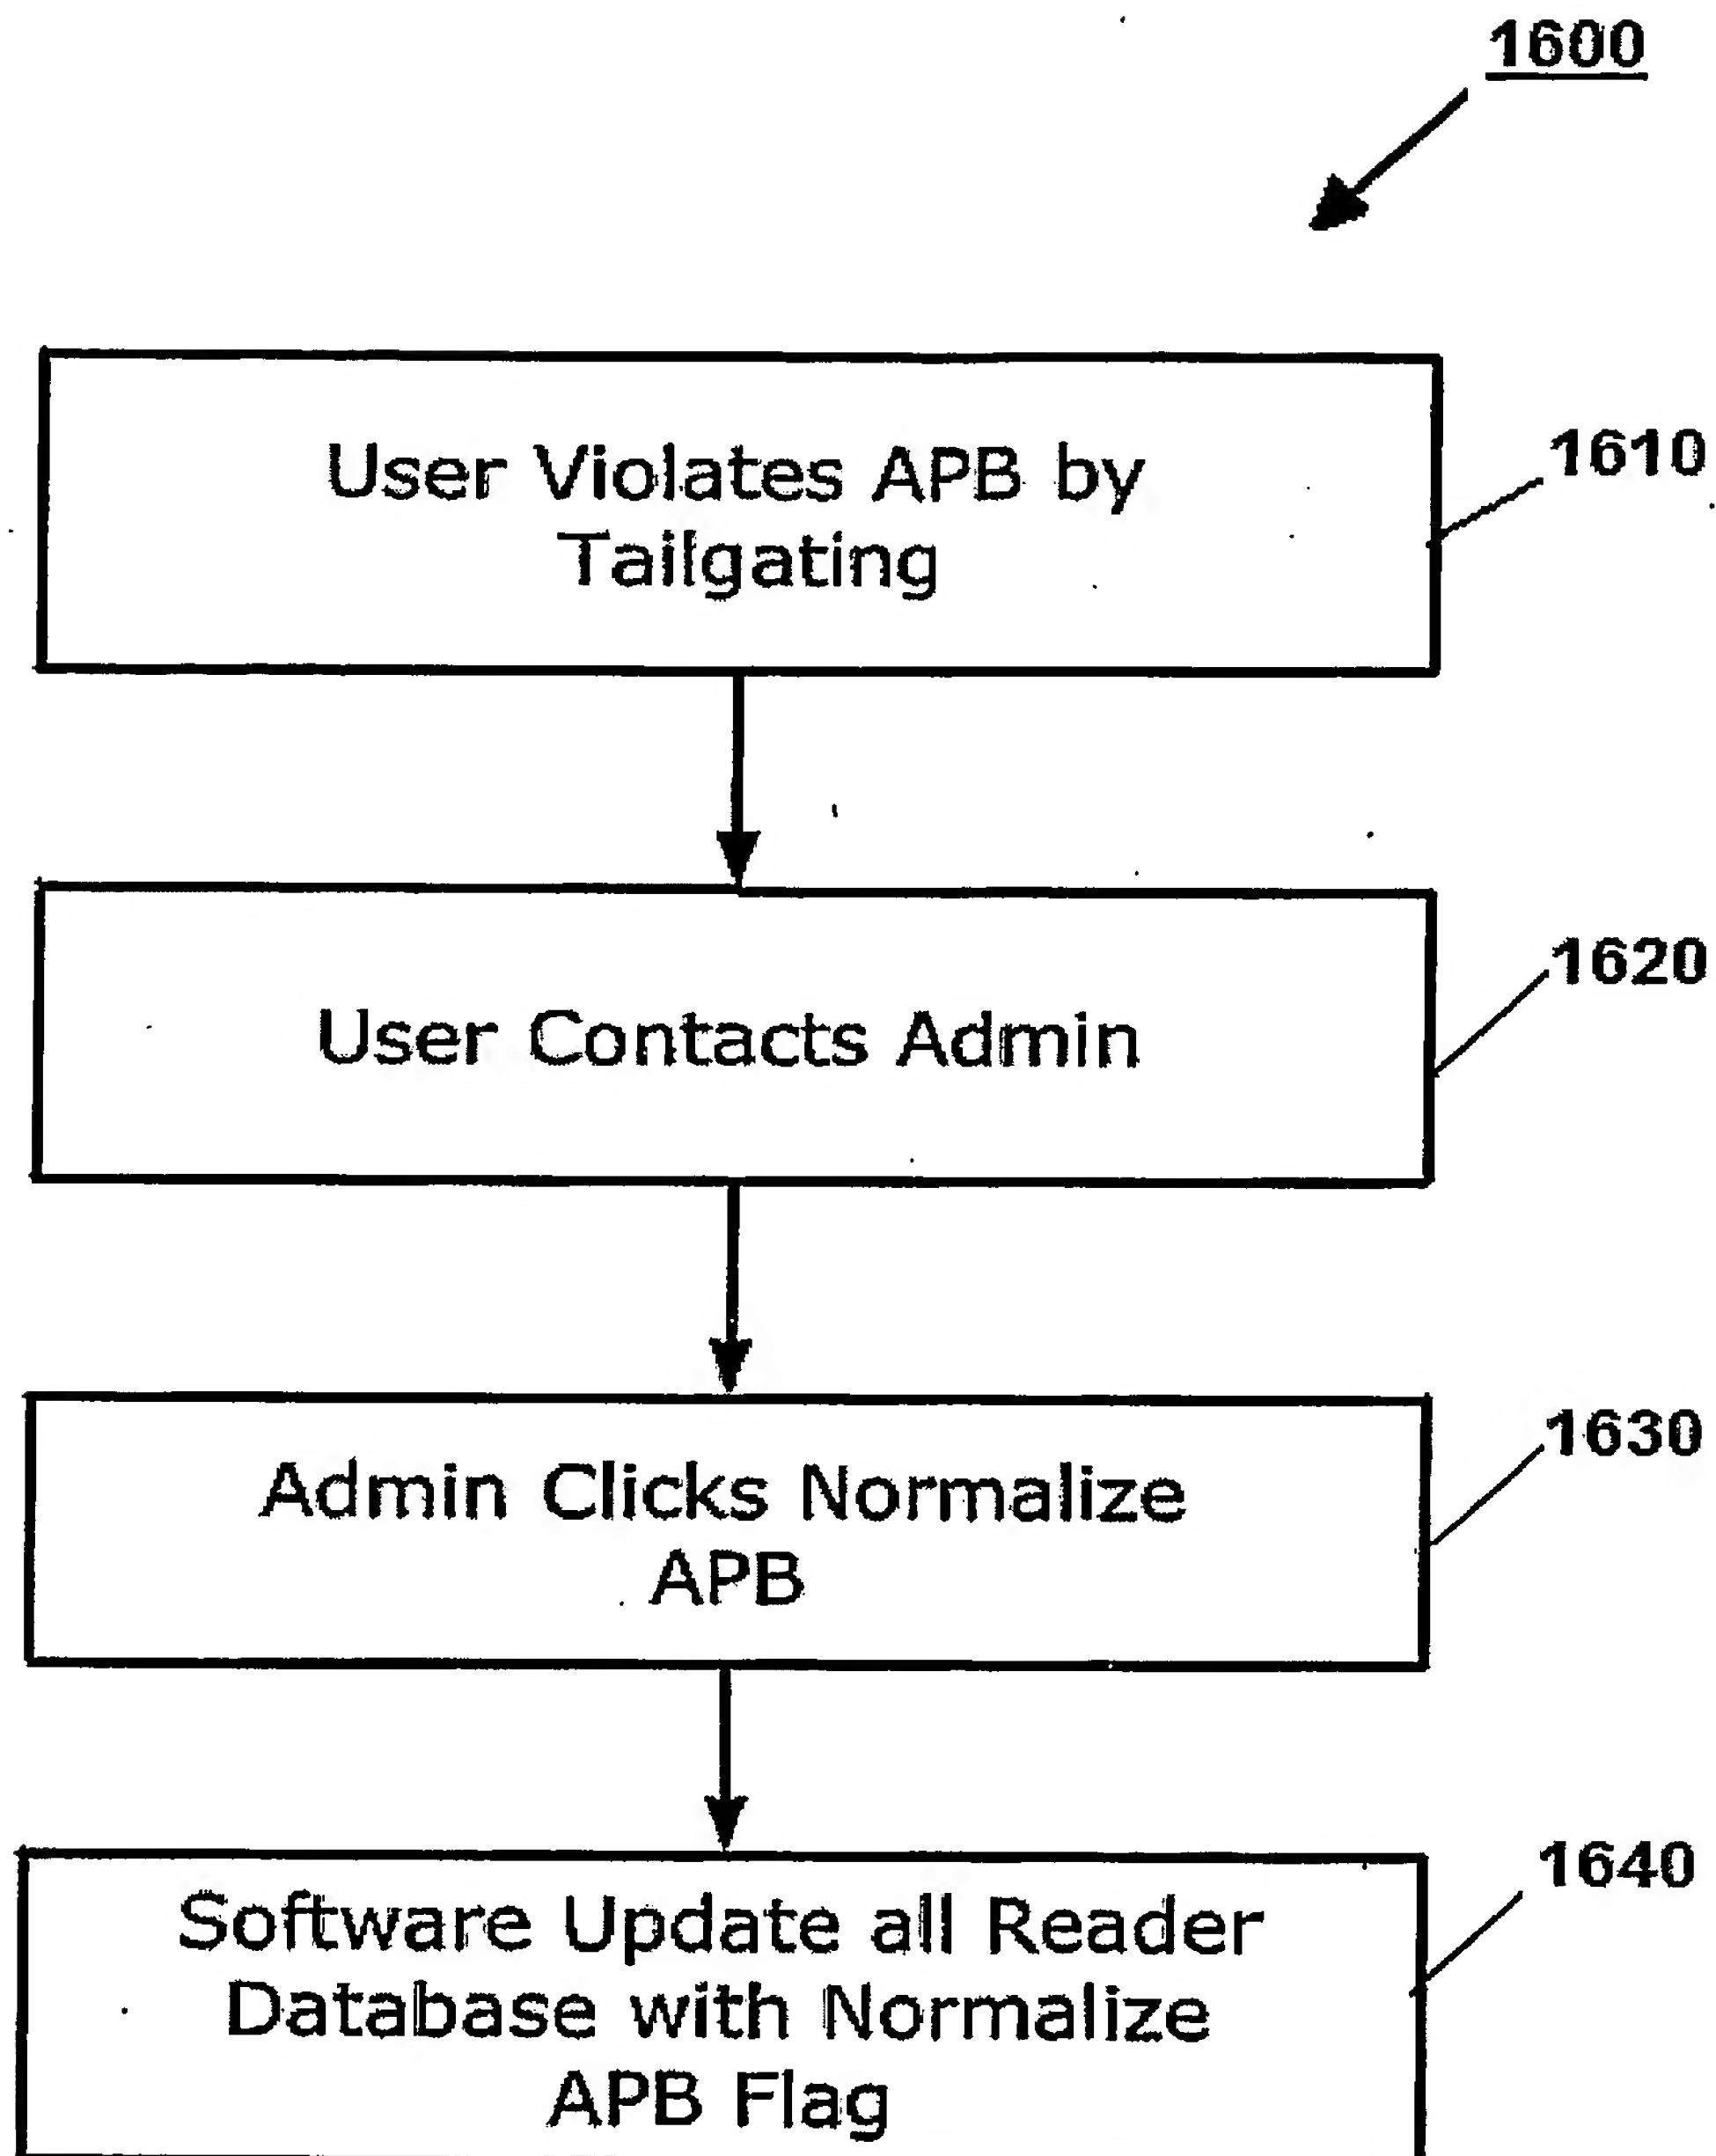 1600
User Violates APB by
Tailgating
1610
User Contacts Admin
1620
Admin Clicks Normalize
APB
1630
Software Update all Reader
Database with Normalize
APB Flag
1640